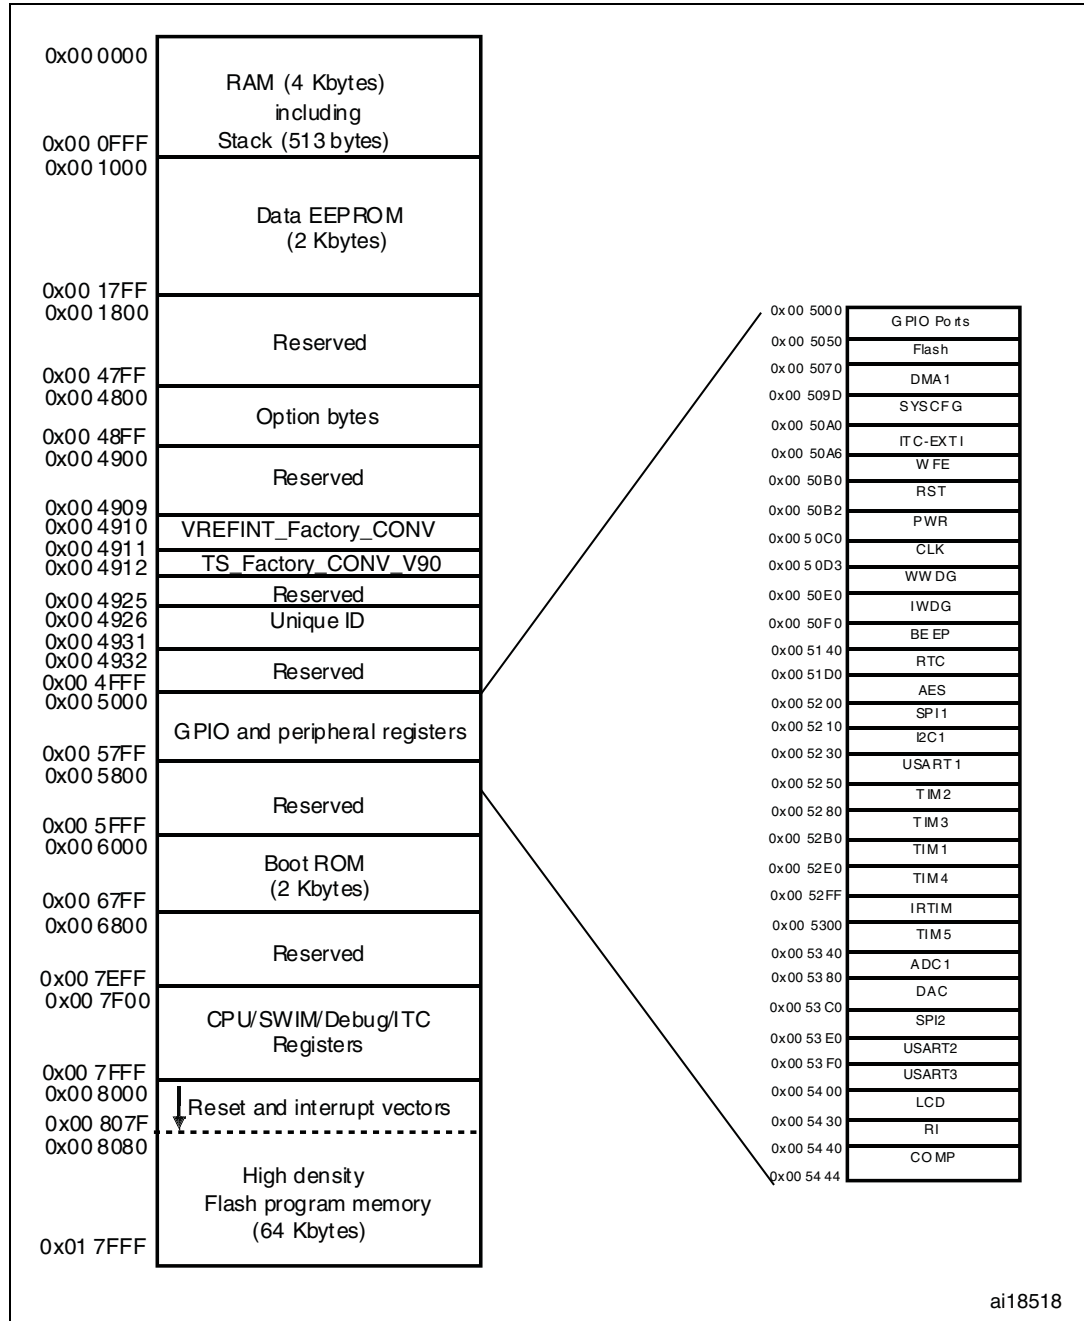 0x00 0000
RAM (4 Kbytes)
including
Stack (513 bytes)
0x00 0FFF
0x00 1000
Data EEPROM
(2 Kbytes)
0x00 17FF
0x00 1800
Reserved
0x00 47FF
0x00 4800
Option bytes
0x00 48FF
0x00 4900
Reserved
0x00 4909
0x00 4910
VREFINT_Factory_CONV
0x00 4911
0x00 4912
TS_Factory_CONV_V90
Reserved
0x00 4925
0x00 4926
Unique ID
0x00 4931
0x00 4932
Reserved
0x00 4FFF
0x00 5000
GPIO and peripheral registers
0x00 57FF
0x00 5800
Reserved
0x00 5FFF
0x00 6000
Boot ROM
(2 Kbytes)
0x00 67FF
0x00 6800
Reserved
0x00 7EFF
0x00 7F00
CPU/SWIM/Debug/ITC
Registers
0x00 7FFF
0x00 8000
Reset and interrupt vectors
0x00 807F
0x00 8080
High density
Flash program memory
(64 Kbytes)
0x01 7FFF
0x00 5000
GPIO Ports
0x00 5050
Flash
0x00 5070
DMA1
0x00 509D
SYSCFG
0x00 50A0
ITC-EXTI
0x00 50A6
WFE
0x00 50B0
RST
0x00 50B2
PWR
0x00 50C0
CLK
0x00 50D3
WWDG
0x00 50E0
IWDG
0x00 50F0
BEEP
0x00 5140
RTC
0x00 51D0
AES
0x00 5200
SPI1
0x00 5210
I2C1
0x00 5230
USART1
0x00 5250
TIM2
0x00 5280
TIM3
0x00 52B0
TIM1
0x00 52E0
TIM4
0x00 52FF
IRTIM
0x00 5300
TIM5
0x00 5340
ADC1
0x00 5380
DAC
0x00 53C0
SPI2
0x00 53E0
USART2
0x00 53F0
USART3
0x00 5400
LCD
0x00 5430
RI
0x00 5440
COMP
0x00 5444
ai18518